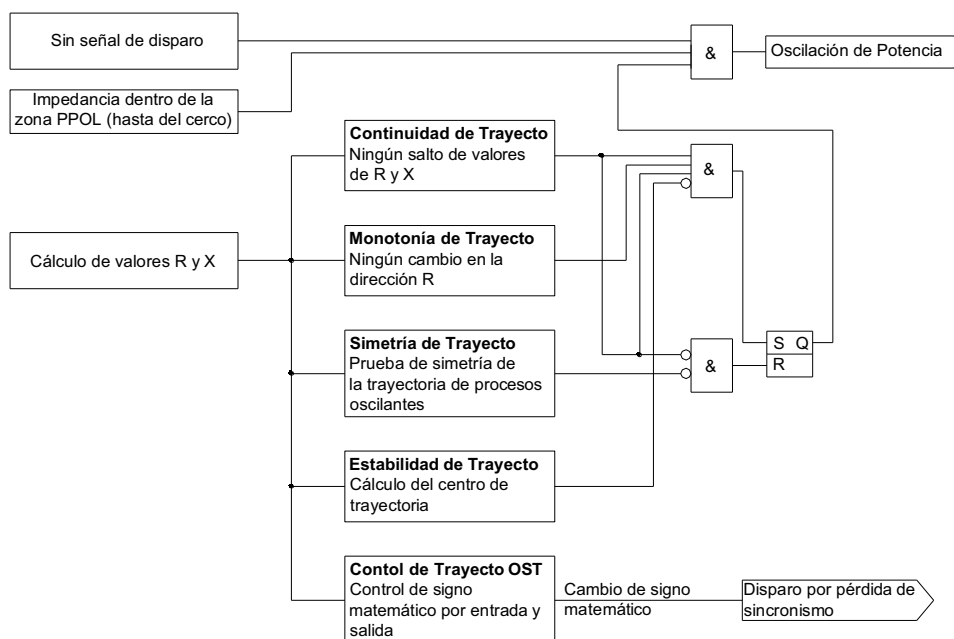 Sin señal de disparo
&
Oscilación de Potencia
Impedancia dentro de la
zona PPOL (hasta del cerco)
Continuidad de Trayecto
Ningún salto de valores
de R y X
&
Cálculo de valores R y X
Monotonía de Trayecto
Ningún cambio en la
dirección R
Simetría de Trayecto
Prueba de simetría de
la trayectoria de procesos
oscilantes
&
S Q
R
Estabilidad de Trayecto
Cálculo del centro de
trayectoria
Contol de Trayecto OST
Control de signo
matemático por entrada y
salida
Cambio de signo
matemático
Disparo por pérdida de
sincronismo